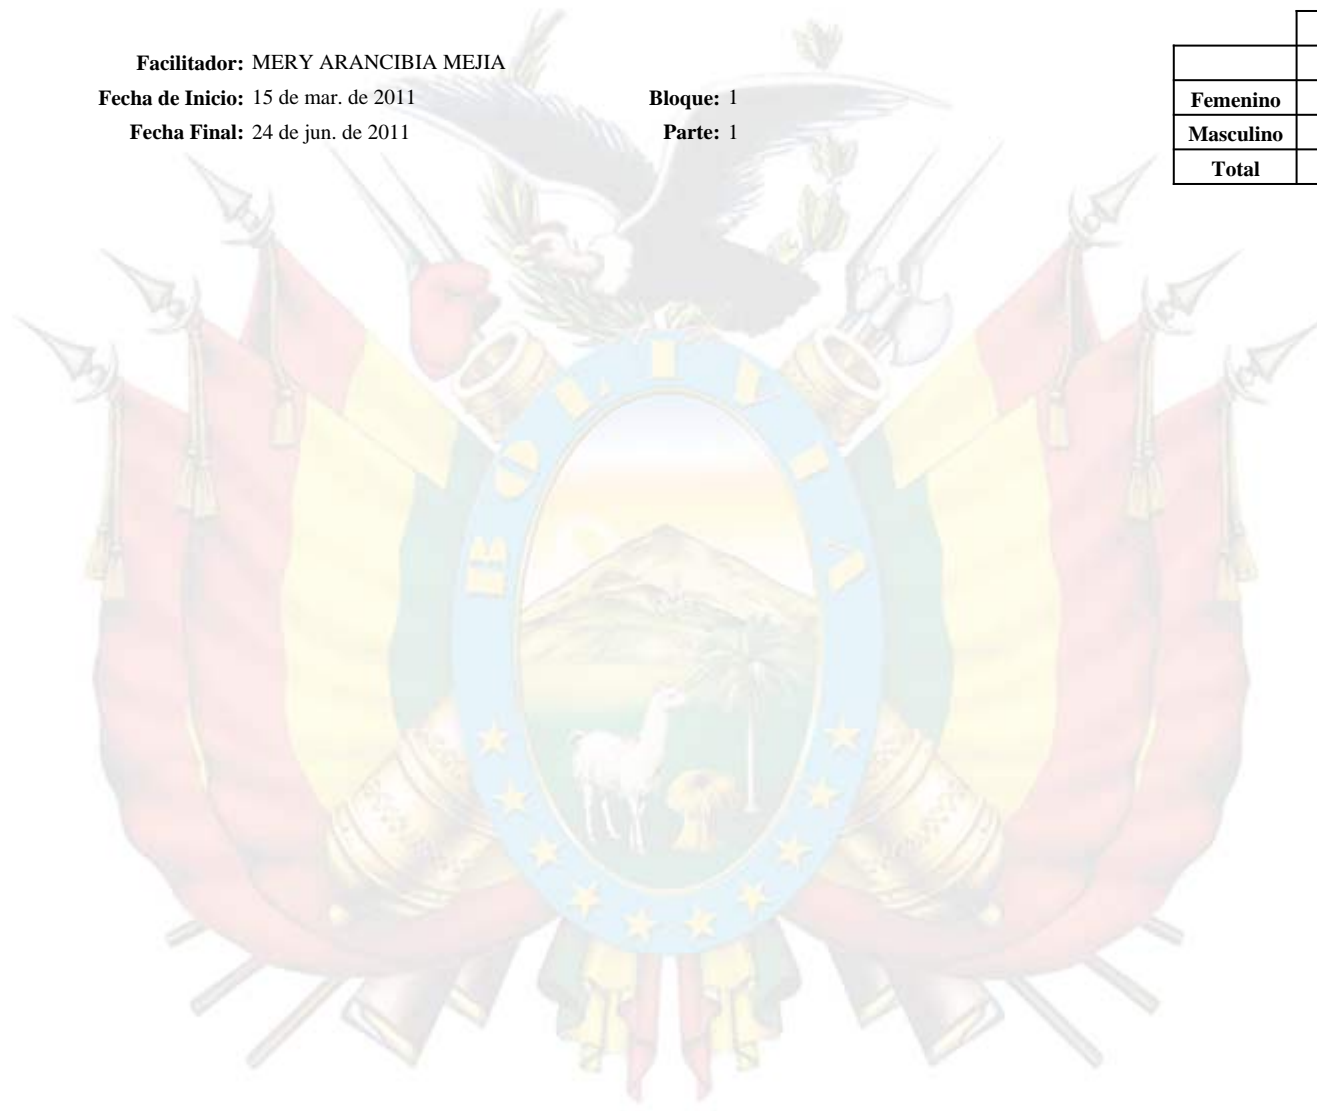 Facilitador: MERY ARANCIBIA MEJIA
Fecha de Inicio: 15 de mar. de 2011 Bloque: 1
Femenino
Fecha Final: 24 de jun. de 2011 Parte: 1
Masculino
Total
BOLIVIA